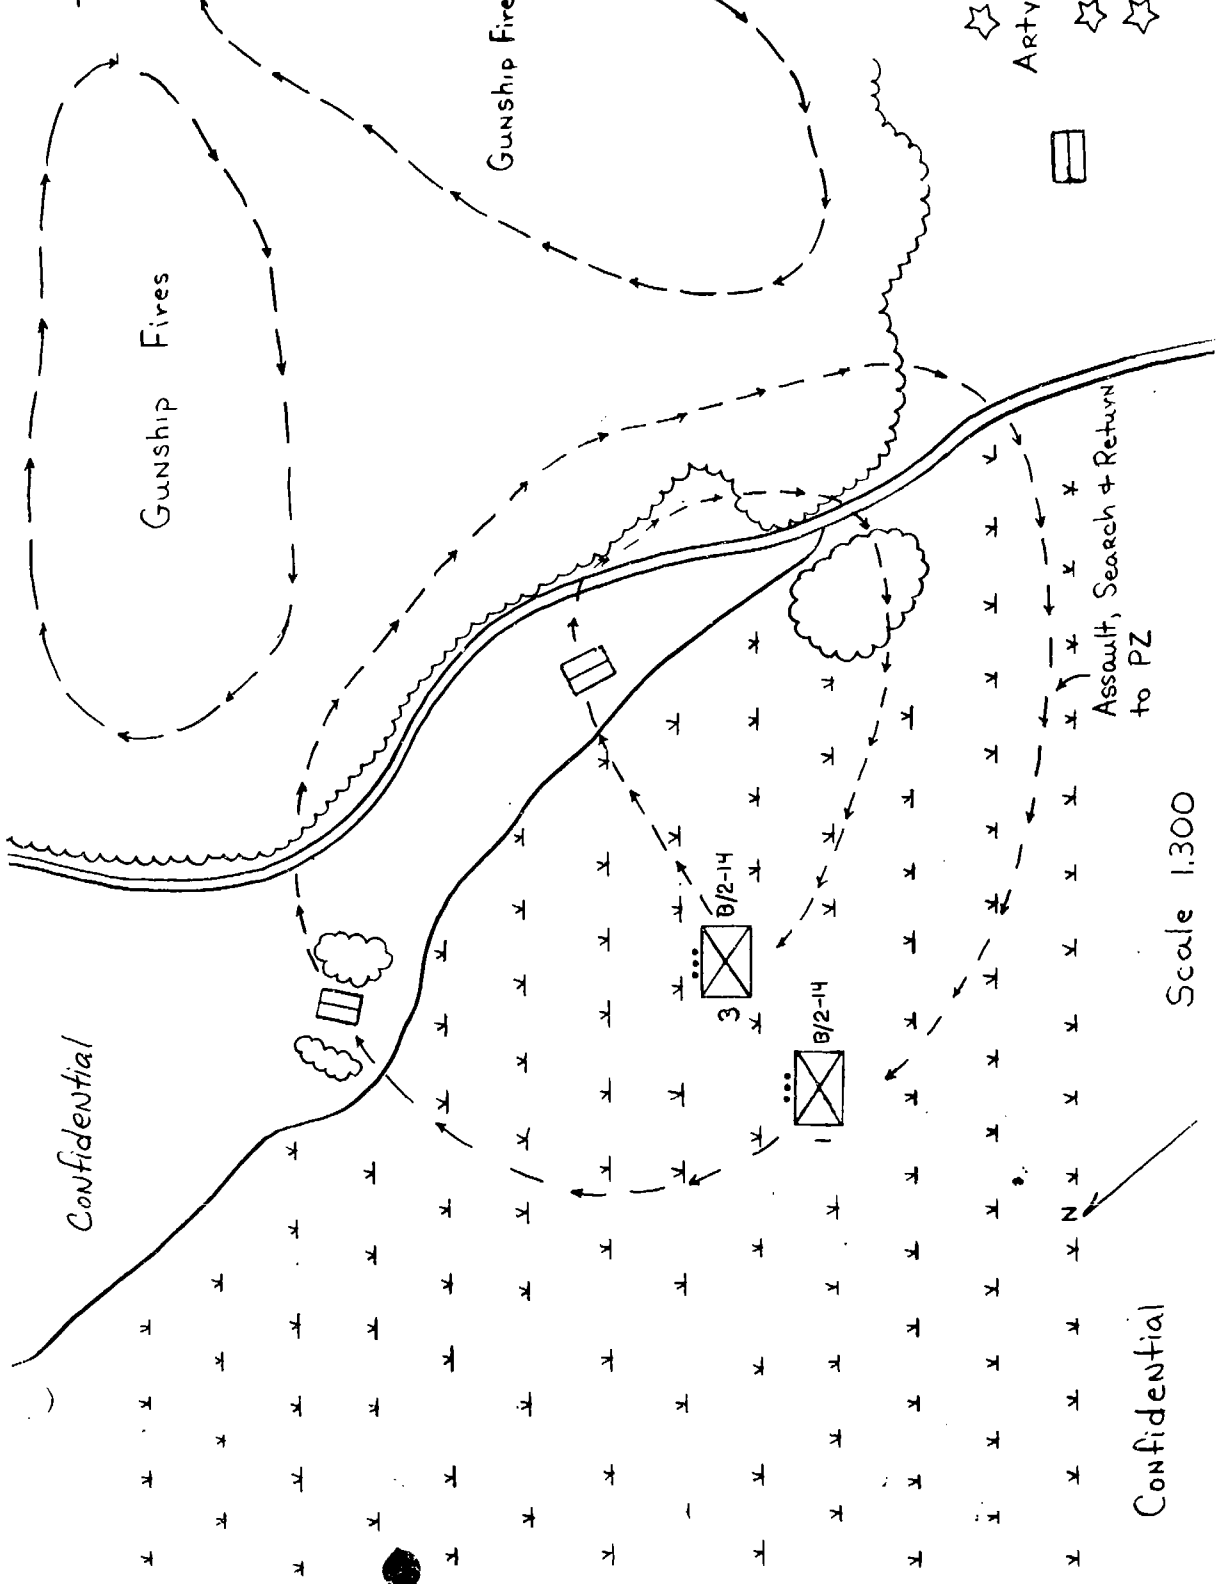 Confidential
Gunship Fires
Gunship Fire
Arty
3
B/2-14
1
B/2-14
Assault, Search & Return
to PZ
N
Scale 1:300
Confidential